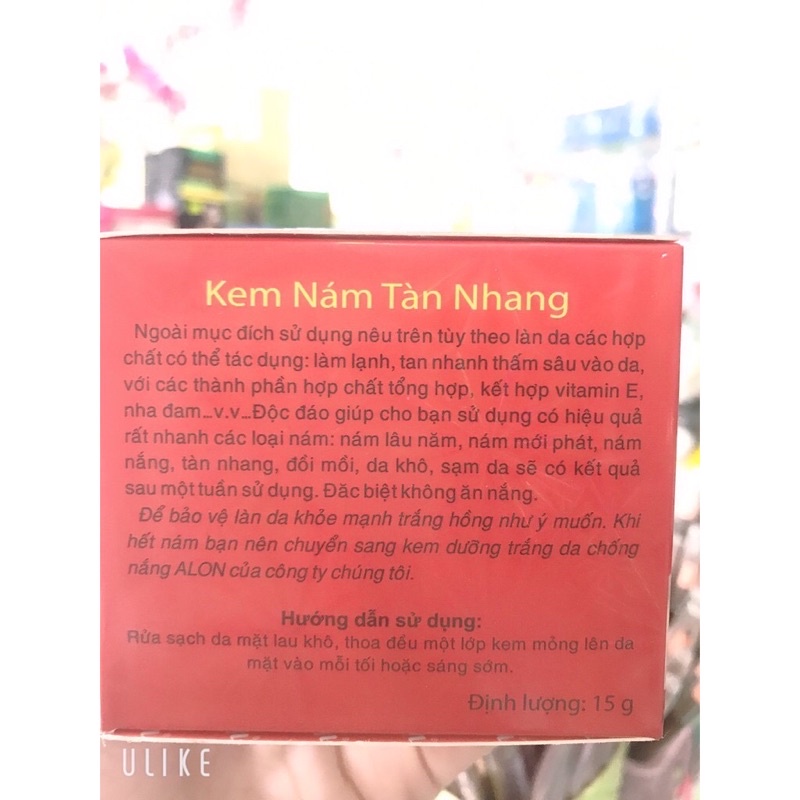 Kem Nám Tàn Nhang
Ngoài mục đích sử dụng nêu trên tùy theo làn da các hợp
chất có thể tác dụng: làm lạnh, tan nhanh thấm sâu vào da,
với các thành phần hợp chất tổng hợp, kết hợp vitamin E,
nha đam...v.v...Độc đáo giúp cho bạn sử dụng có hiệu quả
rất nhanh các loại nám: nám lâu năm, nám mới phát, nám
nắng, tàn nhang, đồi mồi, da khô, sạm da sẽ có kết quả
sau một tuần sử dụng. Đăc biệt không ăn nắng.
Để bảo vệ làn da khỏe mạnh trắng hồng như ý muốn. Khi
hết nám bạn nên chuyển sang kem dưỡng trắng da chống
nắng ALON của công ty chúng tôi.
Hướng dẫn sử dụng:
Rửa sạch da mặt lau khô, thoa đều một lớp kem mỏng lên da
mặt vào mỗi tối hoặc sáng sớm.
Định lượng: 15 g
ULIKE